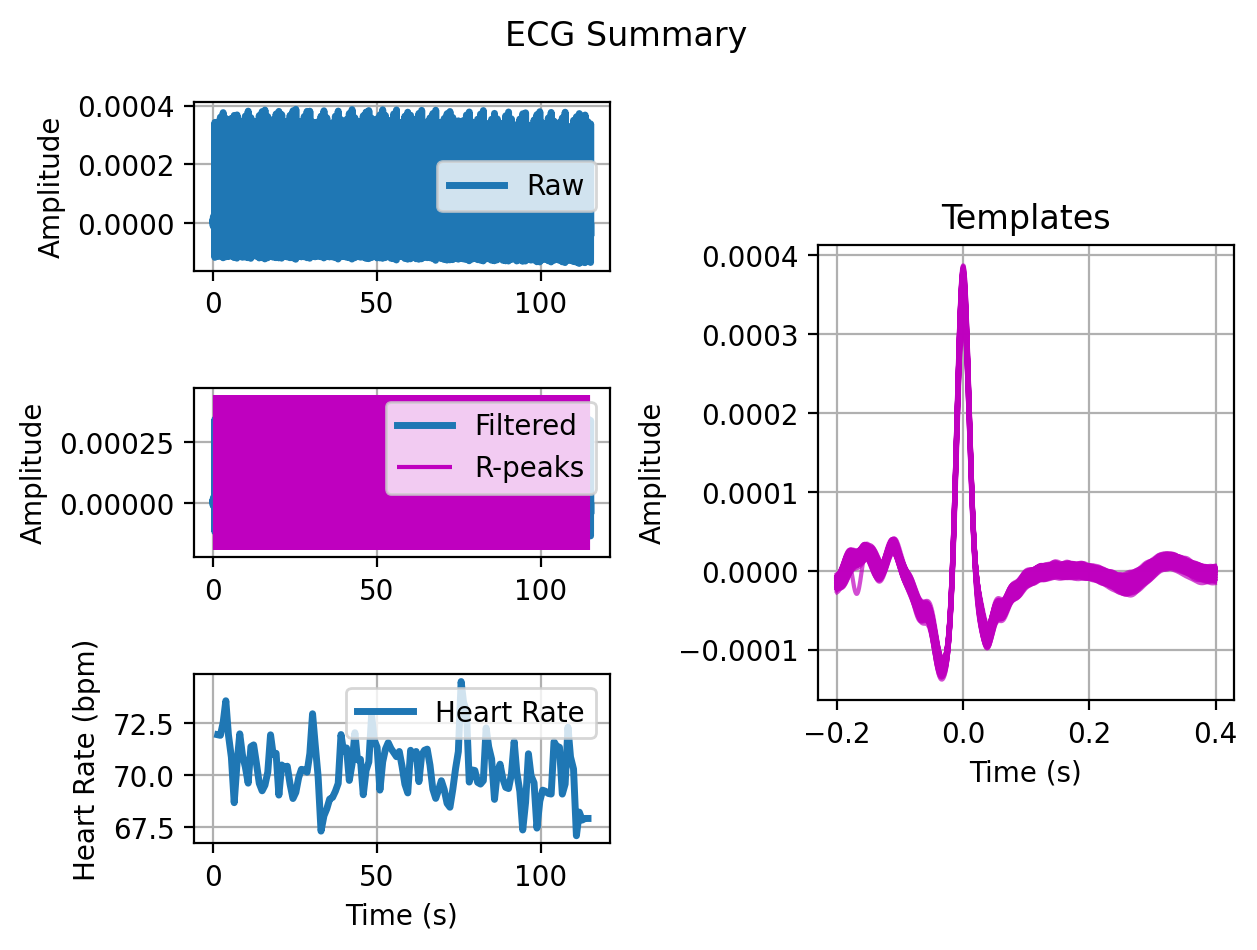 ECG Summary
0.0004
0.0002
0.0000
Amplitude
Raw
0 50 100
0.00025
0.00000
Amplitude
Filtered
R-peaks
0 50 100
72.5
70.0
67.5
Heart Rate (bpm)
Heart Rate
0 50 100
Time (s)
Templates
0.0004
0.0003
0.0002
0.0001
0.0000
−0.0001
Amplitude
−0.2 0.0 0.2 0.4
Time (s)